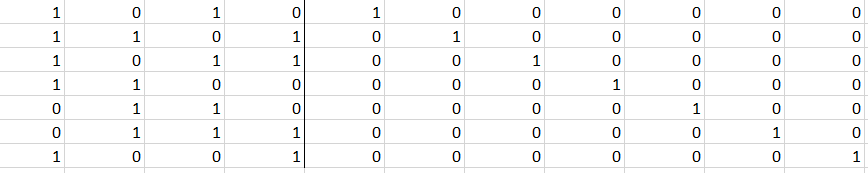 1 0 1 0 1 0 0 0 0 0 0
1 1 0 1 0 1 0 0 0 0 0
1 0 1 1 0 0 1 0 0 0 0
1 1 0 0 0 0 0 1 0 0 0
0 1 1 0 0 0 0 0 1 0 0
0 1 1 1 0 0 0 0 0 1 0
1 0 0 1 0 0 0 0 0 0 1